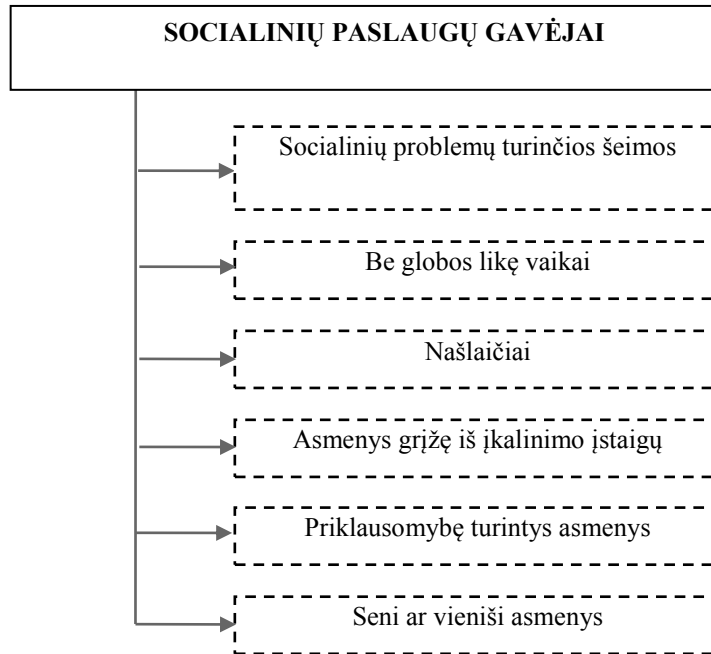 SOCIALINIŲ PASLAUGŲ GAVĖJAI
Socialinių problemų turinčios šeimos
Be globos likę vaikai
Našlaičiai
Asmenys grįžę iš įkalinimo įstaigų
Priklausomybę turintys asmenys
Seni ar vieniši asmenys